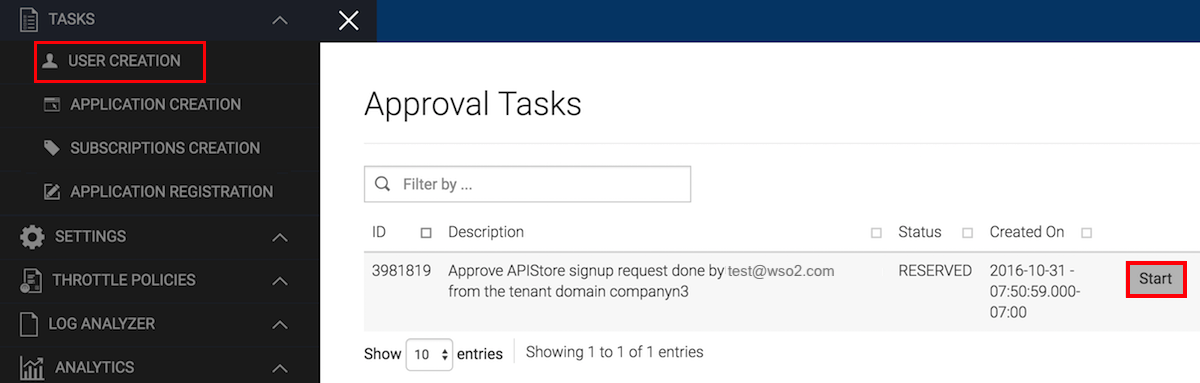 TASKS
USER CREATION
APPLICATION CREATION
SUBSCRIPTIONS CREATION
APPLICATION REGISTRATION
SETTINGS
THROTTLE POLICIES
LOG ANALYZER
ANALYTICS
Approval Tasks
Filter by ...
ID Description Status Created On
3981819 Approve APIStore signup request done by test@wso2.com RESERVED 2016-10-31 - Start
from the tenant domain companyn3 07:50:59.000-
07:00
Show 10 entries Showing 1 to 1 of 1 entries